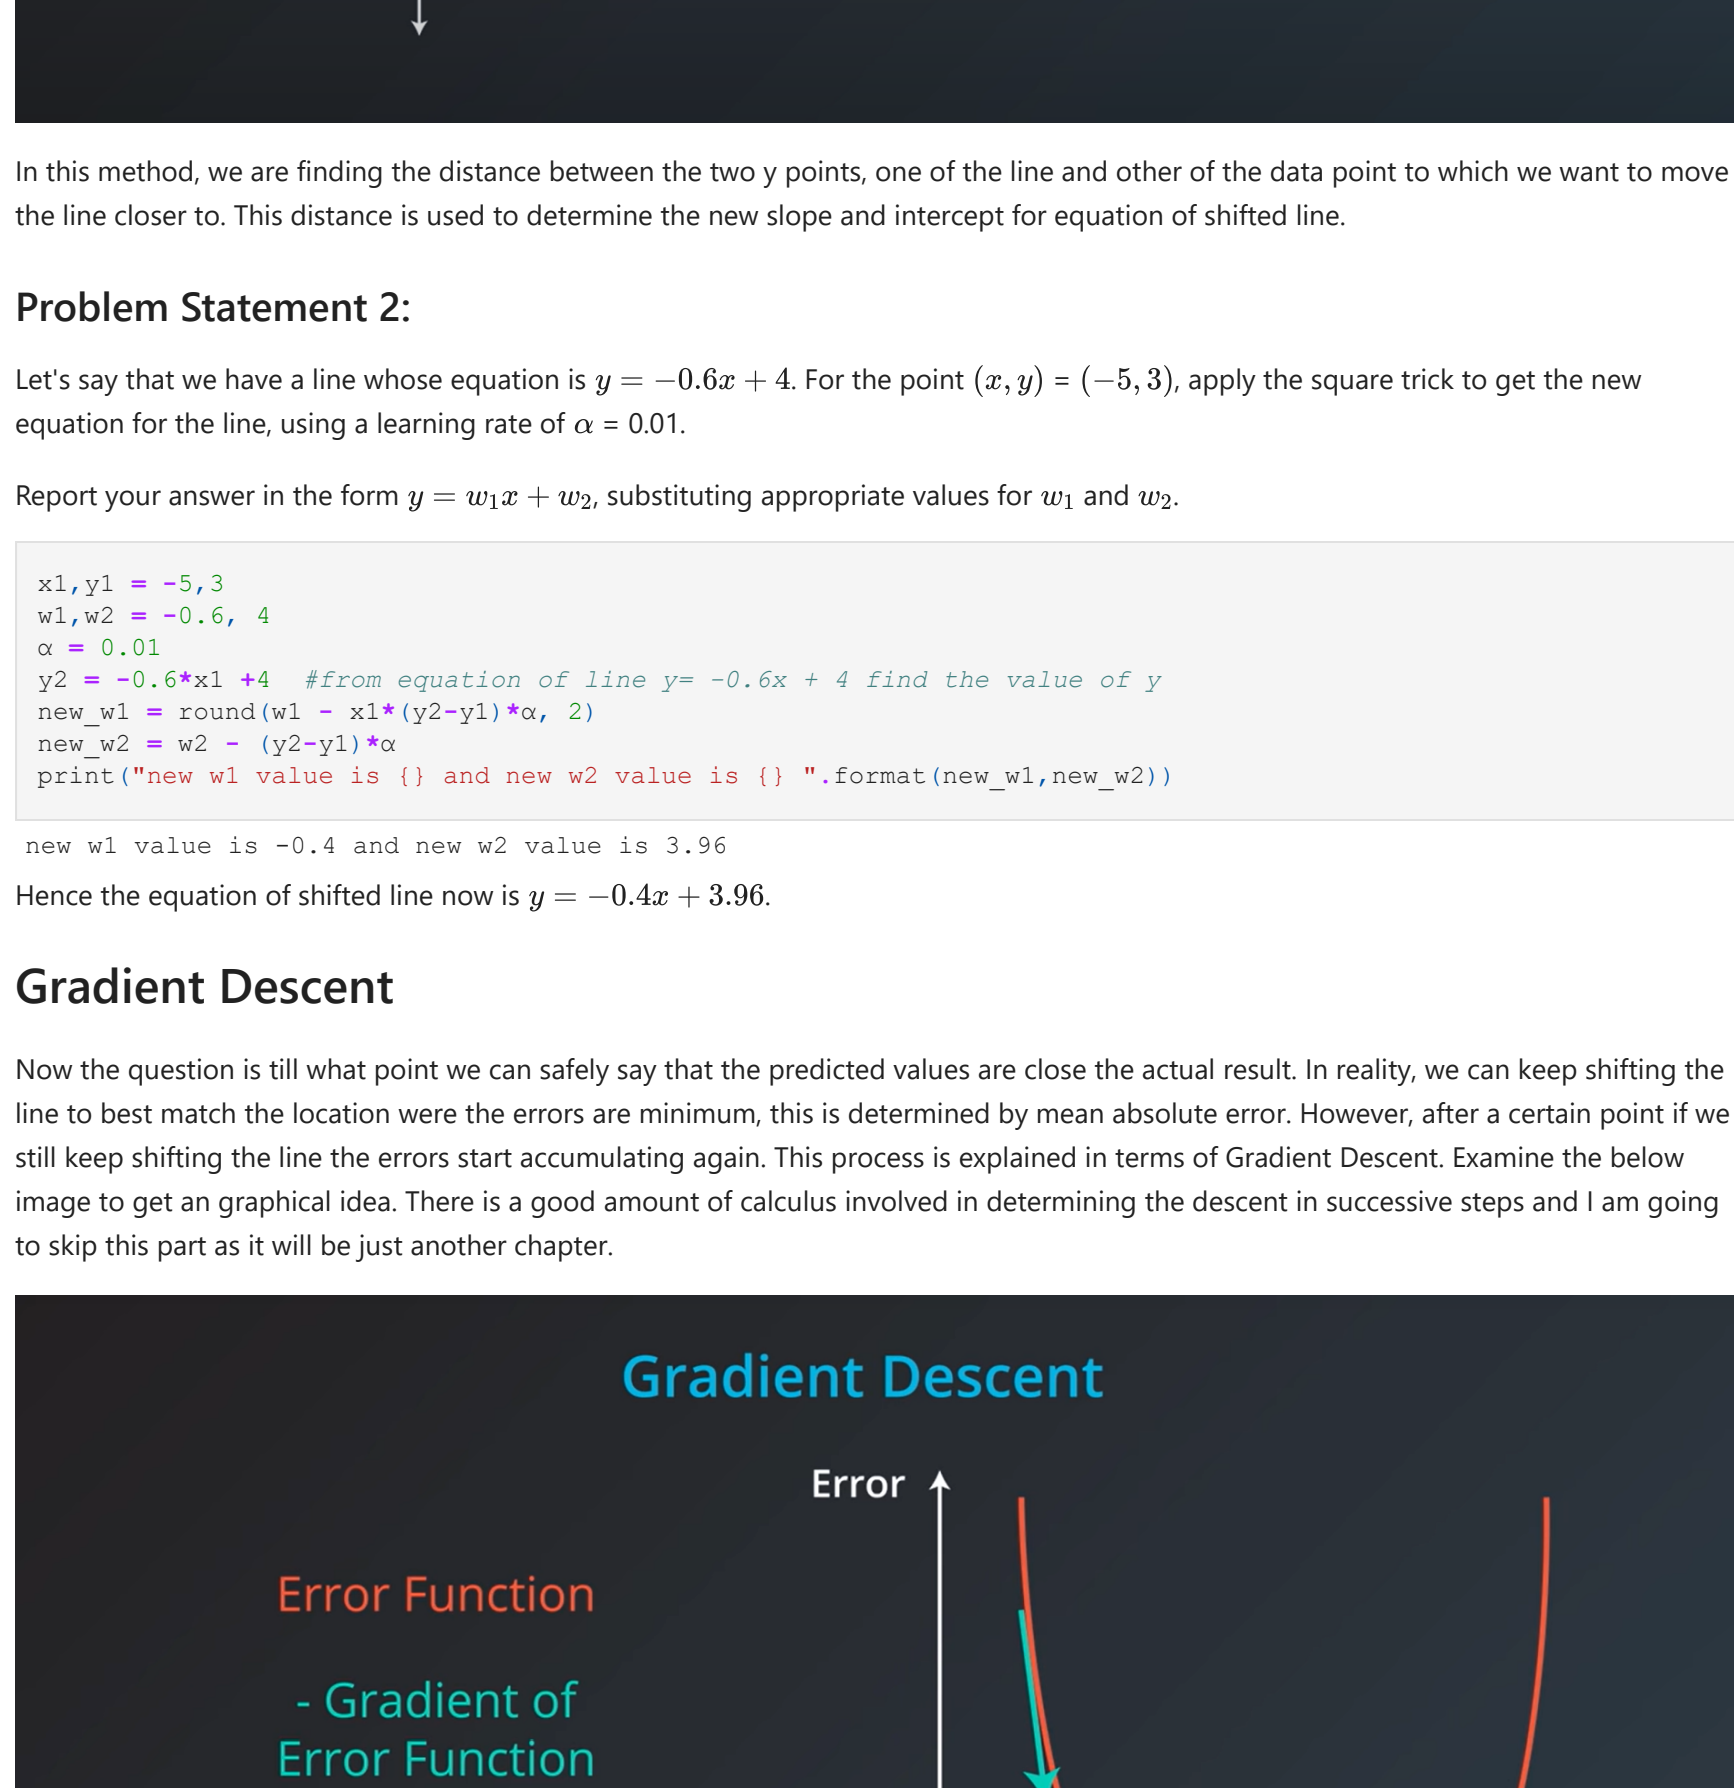 In this method, we are finding the distance between the two y points, one of the line and other of the data point to which we want to move
the line closer to. This distance is used to determine the new slope and intercept for equation of shifted line.
Problem Statement 2:
Let's say that we have a line whose equation is y = −0.6x + 4. For the point (x, y) = (−5, 3), apply the square trick to get the new
equation for the line, using a learning rate of α = 0.01.
Report your answer in the form y = w₁x + w₂, substituting appropriate values for w₁ and w₂.
x1,y1 = -5,3
w1,w2 = -0.6, 4
α = 0.01
y2 = -0.6*x1 +4  #from equation of line y= -0.6x + 4 find the value of y
new_w1 = round(w1 - x1*(y2-y1)*α, 2)
new_w2 = w2 - (y2-y1)*α
print("new w1 value is {} and new w2 value is {} ".format(new_w1,new_w2))
new w1 value is -0.4 and new w2 value is 3.96
Hence the equation of shifted line now is y = −0.4x + 3.96.
Gradient Descent
Now the question is till what point we can safely say that the predicted values are close the actual result. In reality, we can keep shifting the
line to best match the location were the errors are minimum, this is determined by mean absolute error. However, after a certain point if we
still keep shifting the line the errors start accumulating again. This process is explained in terms of Gradient Descent. Examine the below
image to get an graphical idea. There is a good amount of calculus involved in determining the descent in successive steps and I am going
to skip this part as it will be just another chapter.
Gradient Descent
Error
Error Function
- Gradient of
Error Function